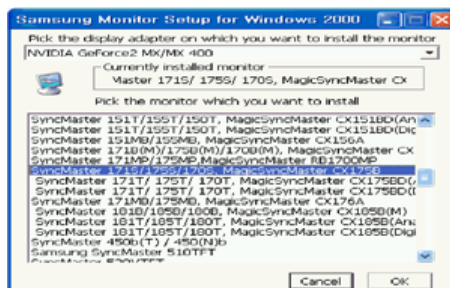 Samsung Monitor Setup for Windows 2000
Pick the display adapter on which you want to install the monitor
NVIDIA GeForce2 MX/MX 400
Currently installed monitor
Master 171S/ 175S/ 170S, MagicSyncMaster CX
Pick the monitor which you want to install
SyncMaster 151T/155T/150T, MagicSyncMaster CX151BD(Ana
SyncMaster 151T/155T/150T, MagicSyncMaster CX151BD(Dig
SyncMaster 151MB/155MB, MagicSyncMaster CX156A
SyncMaster 171B(M)/175B(M)/170B(M), MagicSyncMaster CX
SyncMaster 171MP/175MP,MagicSyncMaster RB1700MP
SyncMaster 171S/175S/170S, MagicSyncMaster CX175B
SyncMaster 171T/ 175T/ 170T, MagicSyncMaster CX175BD(
SyncMaster 171T/ 175T/ 170T, MagicSyncMaster CX175BD(
SyncMaster 171MB/175MB, MagicSyncMaster CX176A
SyncMaster 181B/185B/180B, MagicSyncMaster CX185B(M)
SyncMaster 181T/185T/180T, MagicSyncMaster CX185B(Ana
SyncMaster 181T/185T/180T, MagicSyncMaster CX185B(Digi
SyncMaster 450b(T) / 450(N)b
Samsung SyncMaster 510TFT
Cancel
OK